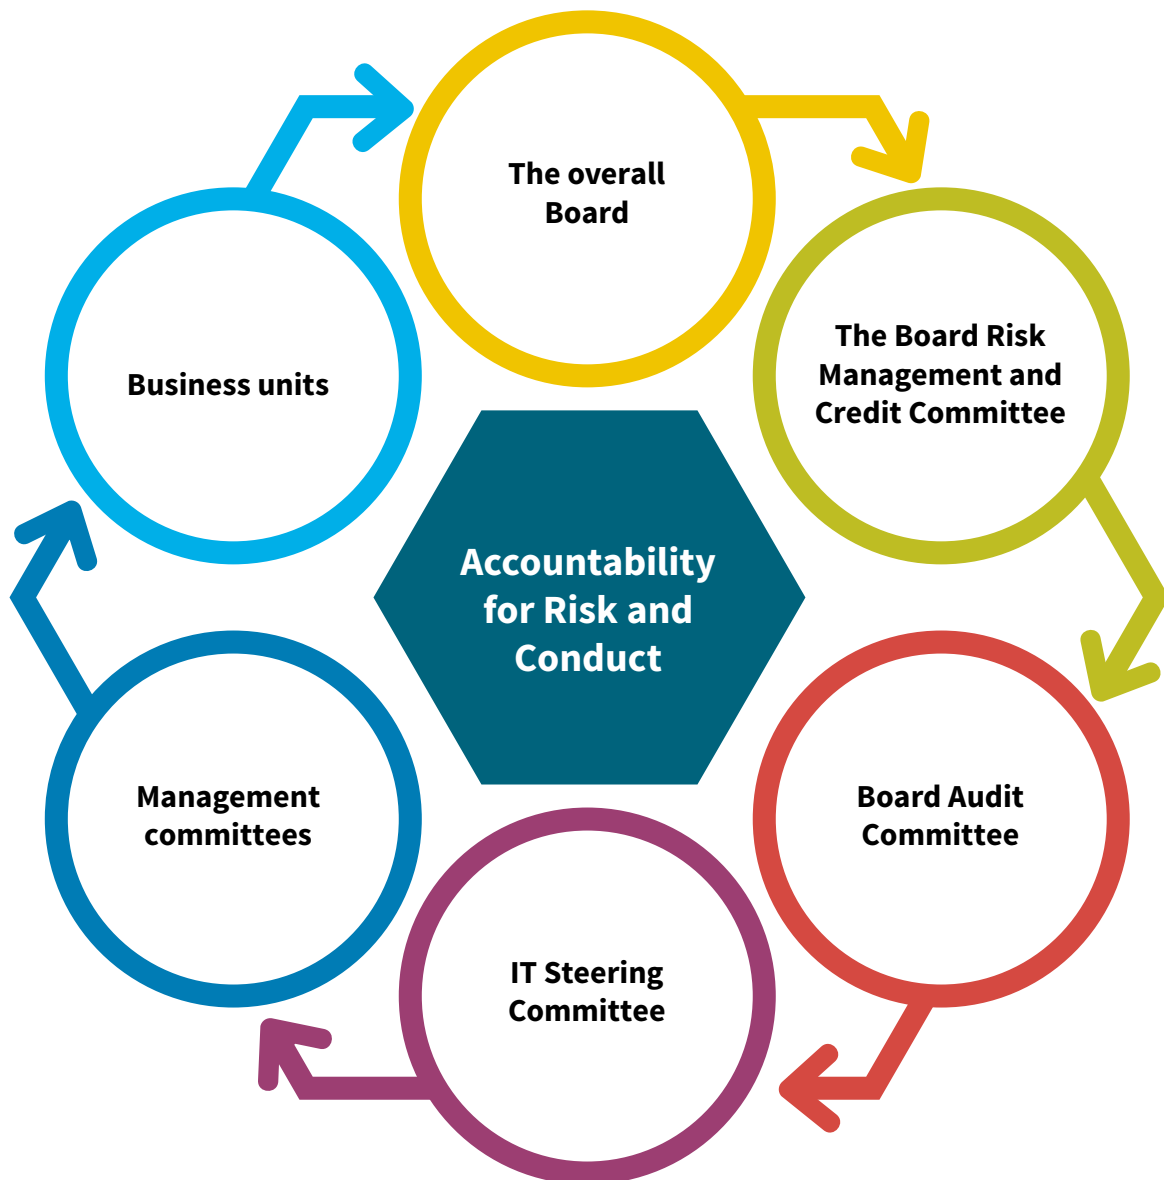 The overall
Board
The Board Risk
Management and
Credit Committee
Business units
Accountability
for Risk and
Conduct
Management
committees
Board Audit
Committee
IT Steering
Committee